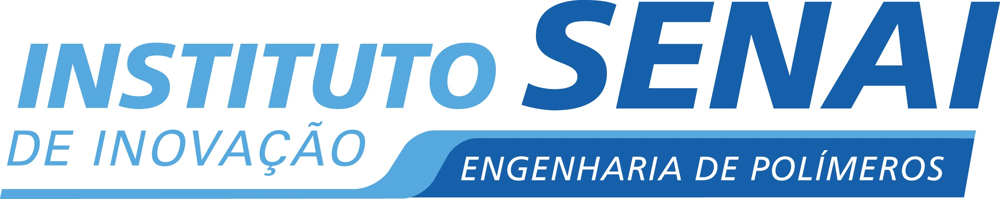 INSTITUTO SENAI
DE INOVAÇÃO
ENGENHARIA DE POLÍMEROS